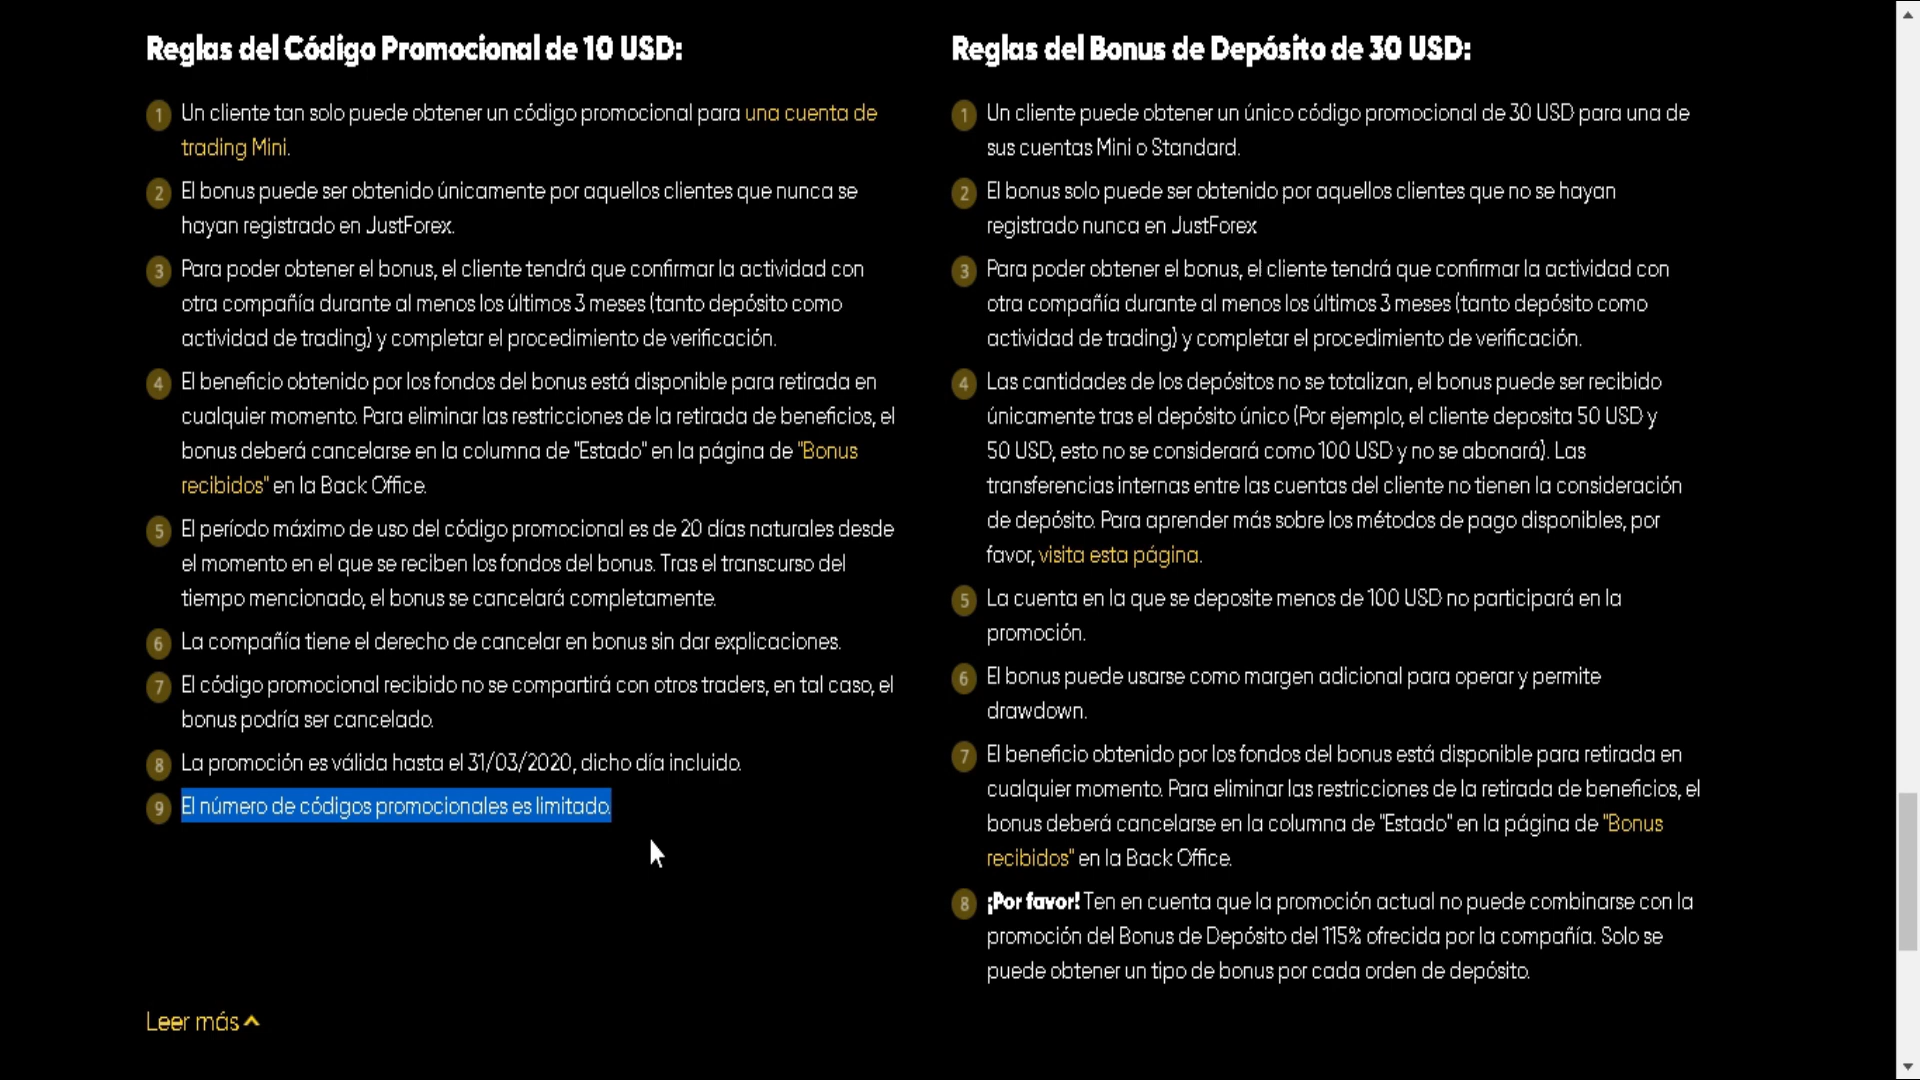 Reglas del Código Promocional de 10 USD:
1 Un cliente tan solo puede obtener un código promocional para una cuenta de
trading Mini.
2 El bonus puede ser obtenido únicamente por aquellos clientes que nunca se
hayan registrado en JustForex.
3 Para poder obtener el bonus, el cliente tendrá que confirmar la actividad con
otra compañía durante al menos los últimos 3 meses (tanto depósito como
actividad de trading) y completar el procedimiento de verificación.
4 El beneficio obtenido por los fondos del bonus está disponible para retirada en
cualquier momento. Para eliminar las restricciones de la retirada de beneficios, el
bonus deberá cancelarse en la columna de "Estado" en la página de "Bonus
recibidos" en la Back Office.
5 El período máximo de uso del código promocional es de 20 días naturales desde
el momento en el que se reciben los fondos del bonus. Tras el transcurso del
tiempo mencionado, el bonus se cancelará completamente.
6 La compañía tiene el derecho de cancelar en bonus sin dar explicaciones.
7 El código promocional recibido no se compartirá con otros traders, en tal caso, el
bonus podría ser cancelado.
8 La promoción es válida hasta el 31/03/2020, dicho día incluido.
9 El número de códigos promocionales es limitado.
Leer más
Reglas del Bonus de Depósito de 30 USD:
1 Un cliente puede obtener un único código promocional de 30 USD para una de
sus cuentas Mini o Standard.
2 El bonus solo puede ser obtenido por aquellos clientes que no se hayan
registrado nunca en JustForex
3 Para poder obtener el bonus, el cliente tendrá que confirmar la actividad con
otra compañía durante al menos los últimos 3 meses (tanto depósito como
actividad de trading) y completar el procedimiento de verificación.
4 Las cantidades de los depósitos no se totalizan, el bonus puede ser recibido
únicamente tras el depósito único (Por ejemplo, el cliente deposita 50 USD y
50 USD, esto no se considerará como 100 USD y no se abonará). Las
transferencias internas entre las cuentas del cliente no tienen la consideración
de depósito. Para aprender más sobre los métodos de pago disponibles, por
favor, visita esta página.
5 La cuenta en la que se deposite menos de 100 USD no participará en la
promoción.
6 El bonus puede usarse como margen adicional para operar y permite
drawdown.
7 El beneficio obtenido por los fondos del bonus está disponible para retirada en
cualquier momento. Para eliminar las restricciones de la retirada de beneficios, el
bonus deberá cancelarse en la columna de "Estado" en la página de "Bonus
recibidos" en la Back Office.
8 ¡Por favor! Ten en cuenta que la promoción actual no puede combinarse con la
promoción del Bonus de Depósito del 115% ofrecida por la compañía. Solo se
puede obtener un tipo de bonus por cada orden de depósito.